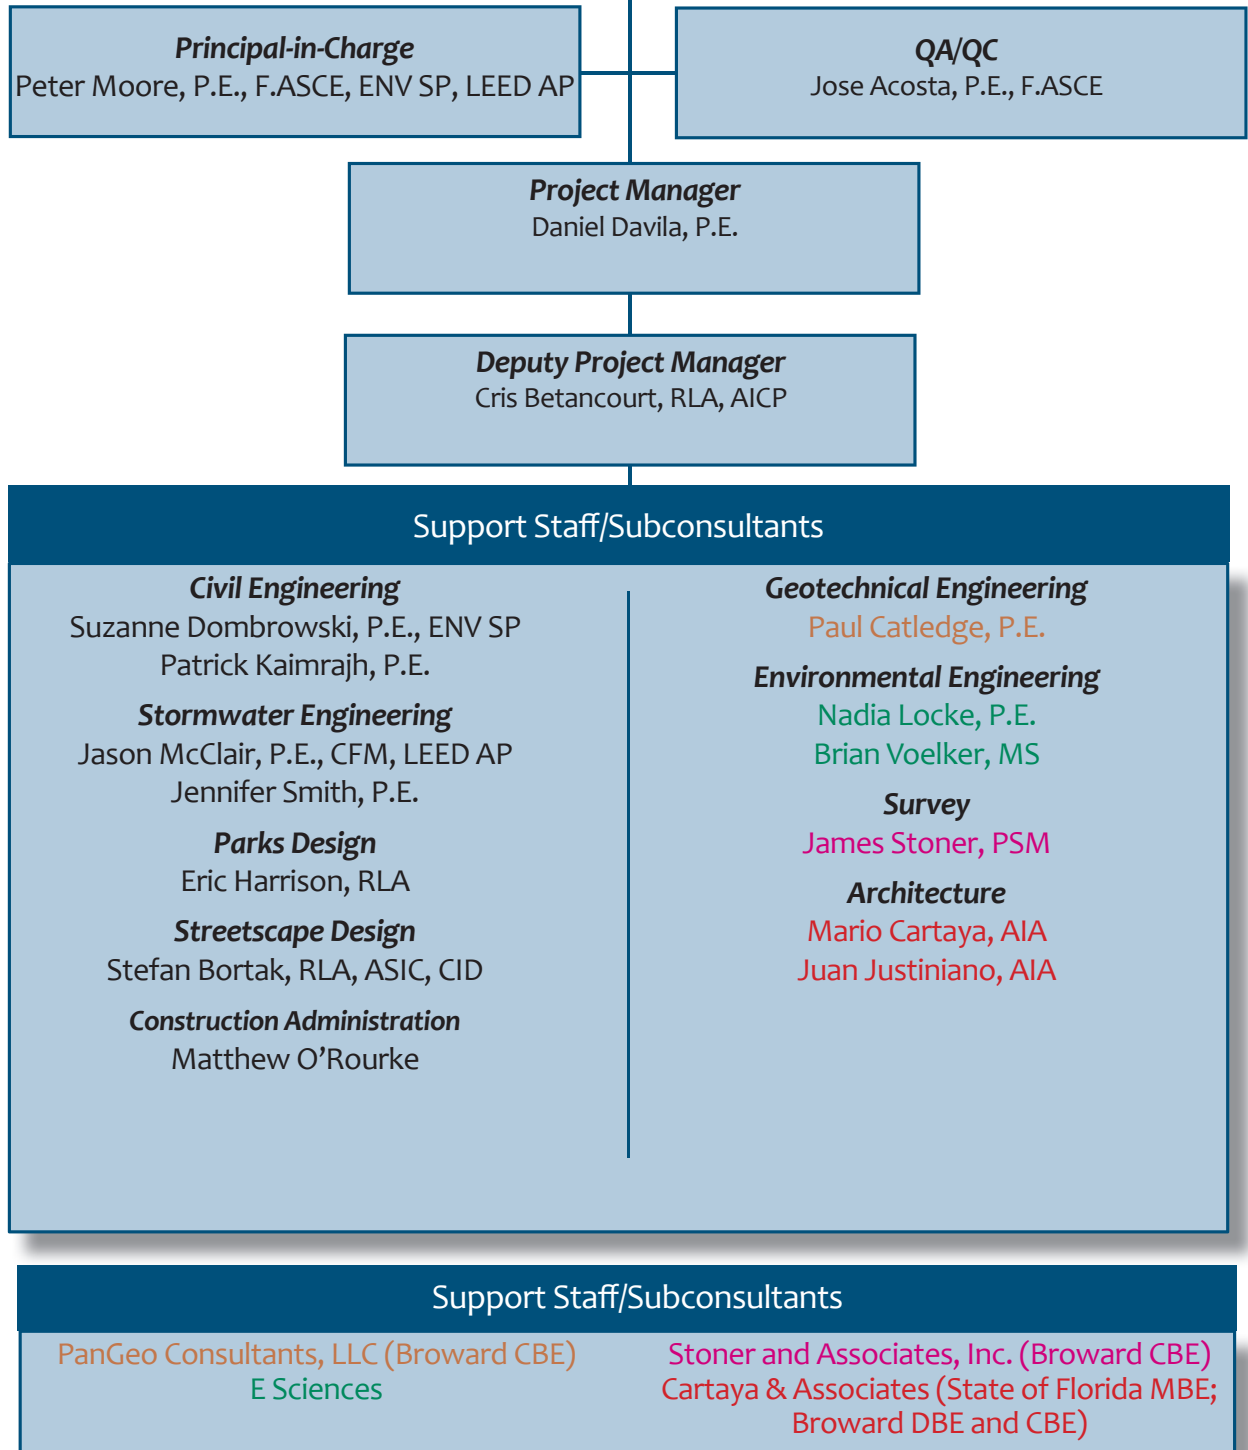 Principal-in-Charge
Peter Moore, P.E., F.ASCE, ENV SP, LEED AP
QA/QC
Jose Acosta, P.E., F.ASCE
Project Manager
Daniel Davila, P.E.
Deputy Project Manager
Cris Betancourt, RLA, AICP
Support Staff/Subconsultants
Civil Engineering
Suzanne Dombrowski, P.E., ENV SP
Patrick Kaimrajh, P.E.
Stormwater Engineering
Jason McClair, P.E., CFM, LEED AP
Jennifer Smith, P.E.
Parks Design
Eric Harrison, RLA
Streetscape Design
Stefan Bortak, RLA, ASIC, CID
Construction Administration
Matthew O’Rourke
Geotechnical Engineering
Paul Catledge, P.E.
Environmental Engineering
Nadia Locke, P.E.
Brian Voelker, MS
Survey
James Stoner, PSM
Architecture
Mario Cartaya, AIA
Juan Justiniano, AIA
Support Staff/Subconsultants
PanGeo Consultants, LLC (Broward CBE)
E Sciences
Stoner and Associates, Inc. (Broward CBE)
Cartaya & Associates (State of Florida MBE;
Broward DBE and CBE)